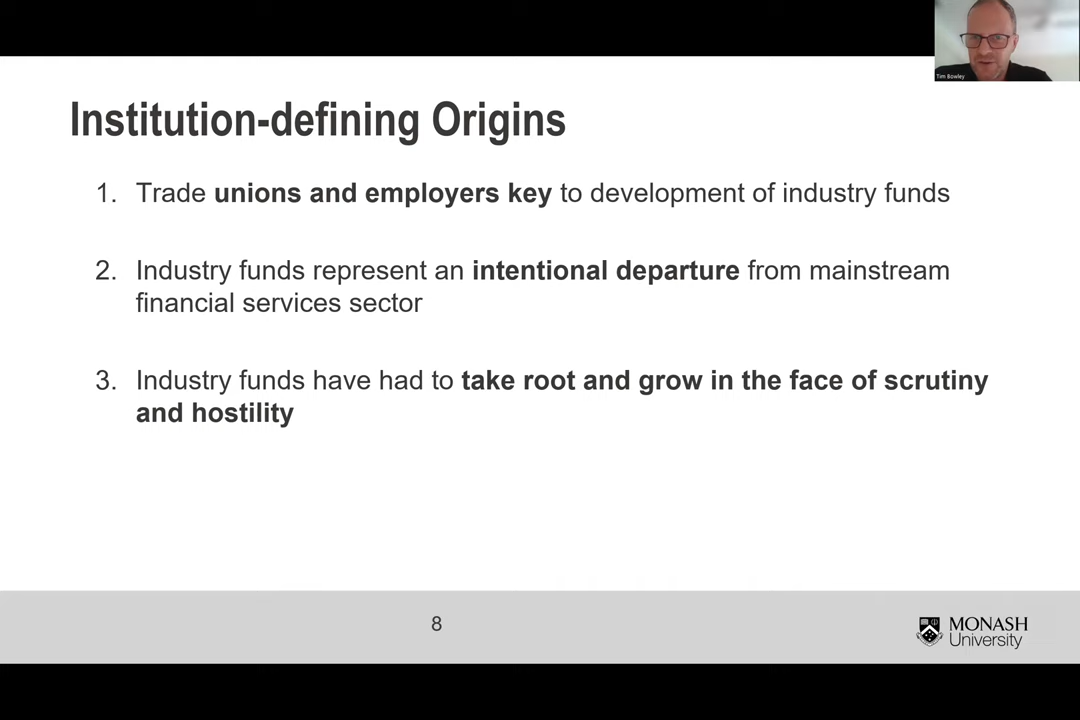 Tim Bowley
Institution-defining Origins
1. Trade unions and employers key to development of industry funds
2. Industry funds represent an intentional departure from mainstream
financial services sector
3. Industry funds have had to take root and grow in the face of scrutiny
and hostility
8
MONASH
University